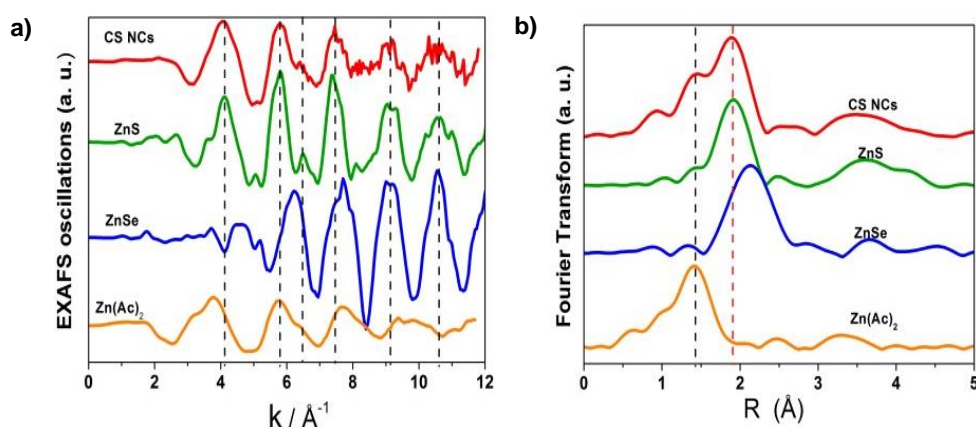 a)
EXAFS oscillations (a. u.)
CS NCs
ZnS
ZnSe
Zn(Ac)₂
0 2 4 6 8 10 12
k / Å⁻¹
b)
Fourier Transform (a. u.)
CS NCs
ZnS
ZnSe
Zn(Ac)₂
0 1 2 3 4 5
R (Å)